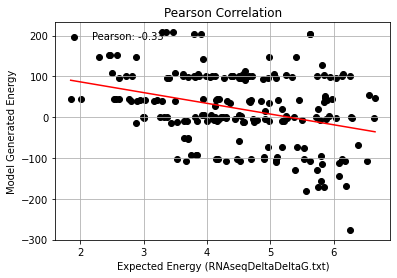 Pearson Correlation
Pearson: -0.33
200
100
0
−100
−200
−300
Model Generated Energy
2
3
4
5
6
Expected Energy (RNAseqDeltaDeltaG.txt)